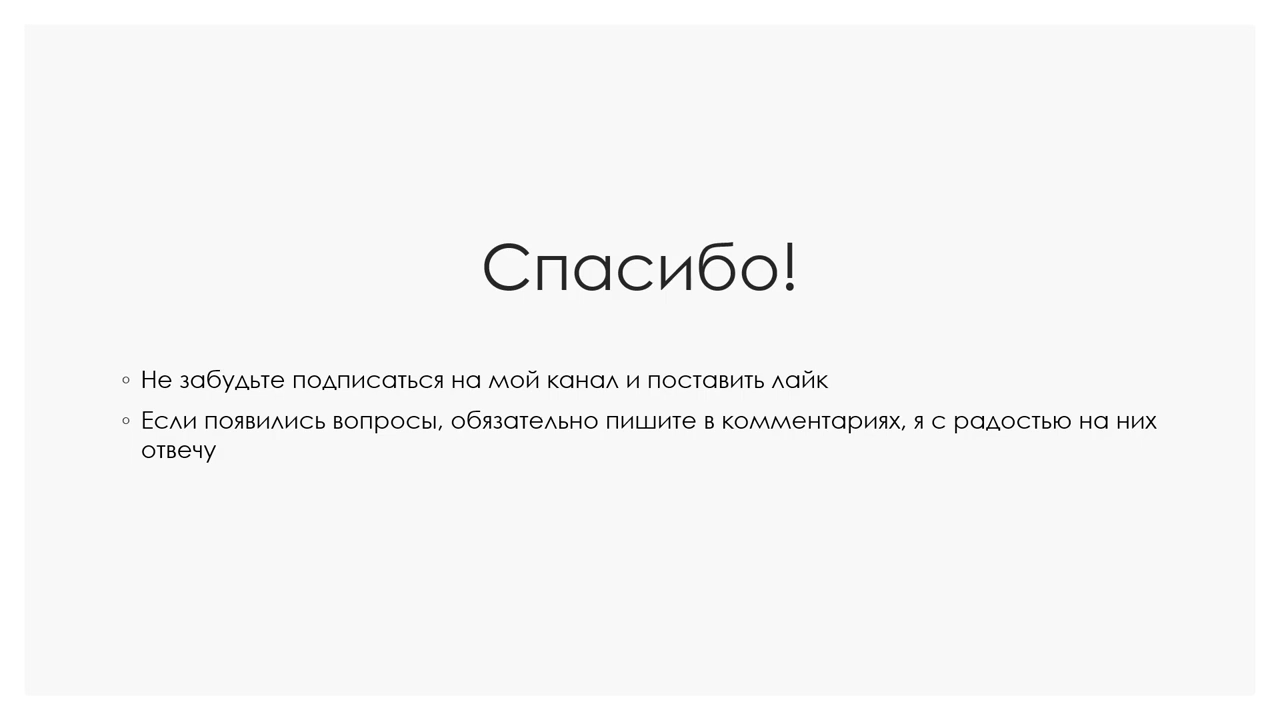 Спасибо!
◦ Не забудьте подписаться на мой канал и поставить лайк
◦ Если появились вопросы, обязательно пишите в комментариях, я с радостью на них
отвечу